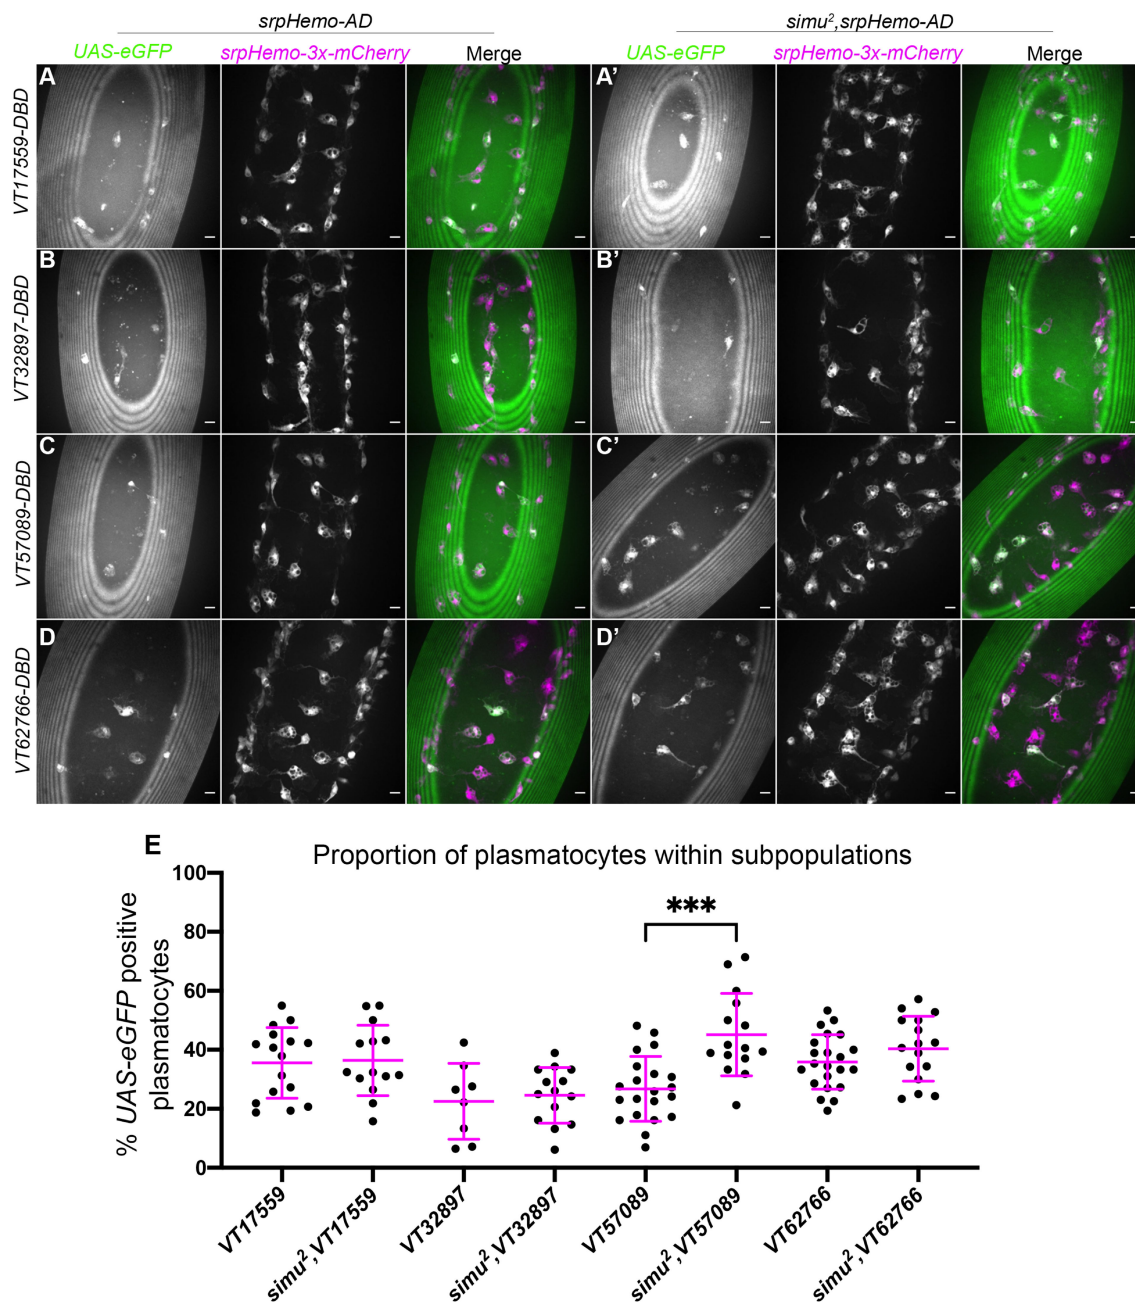 srpHemo-AD simu²,srpHemo-AD
UAS-eGFP srpHemo-3x-mCherry Merge UAS-eGFP srpHemo-3x-mCherry Merge
A A'
VT17559-DBD
B B'
VT32897-DBD
C C'
VT57089-DBD
D D'
VT62766-DBD
E
Proportion of plasmatocytes within subpopulations
% UAS-eGFP positive
plasmatocytes
100
80
60
40
20
0
***
VT17559
simu²,VT17559
VT32897
simu²,VT32897
VT57089
simu²,VT57089
VT62766
simu²,VT62766